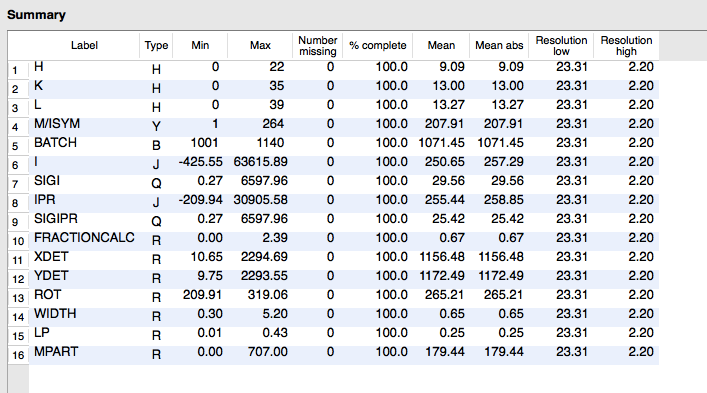 Summary
Label Type Min Max Number missing % complete Mean Mean abs Resolution low Resolution high
1 H H 0 22 0 100.0 9.09 9.09 23.31 2.20
2 K H 0 35 0 100.0 13.00 13.00 23.31 2.20
3 L H 0 39 0 100.0 13.27 13.27 23.31 2.20
4 M/ISYM Y 1 264 0 100.0 207.91 207.91 23.31 2.20
5 BATCH B 1001 1140 0 100.0 1071.45 1071.45 23.31 2.20
6 I J -425.55 63615.89 0 100.0 250.65 257.29 23.31 2.20
7 SIGI Q 0.27 6597.96 0 100.0 29.56 29.56 23.31 2.20
8 IPR J -209.94 30905.58 0 100.0 255.44 258.85 23.31 2.20
9 SIGIPR Q 0.27 6597.96 0 100.0 25.42 25.42 23.31 2.20
10 FRACTIONCALC R 0.00 2.39 0 100.0 0.67 0.67 23.31 2.20
11 XDET R 10.65 2294.69 0 100.0 1156.48 1156.48 23.31 2.20
12 YDET R 9.75 2293.55 0 100.0 1172.49 1172.49 23.31 2.20
13 ROT R 209.91 319.06 0 100.0 265.21 265.21 23.31 2.20
14 WIDTH R 0.30 5.20 0 100.0 0.65 0.65 23.31 2.20
15 LP R 0.01 0.43 0 100.0 0.25 0.25 23.31 2.20
16 MPART R 0.00 707.00 0 100.0 179.44 179.44 23.31 2.20